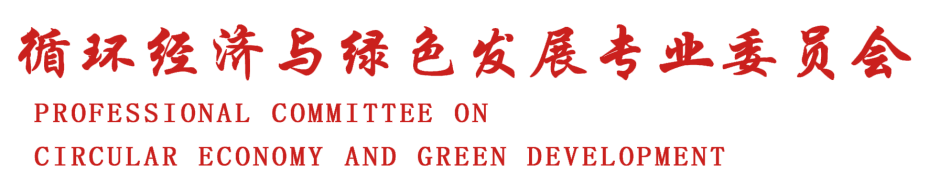 循环经济与绿色发展专业委员会
PROFESSIONAL COMMITTEE ON
CIRCULAR ECONOMY AND GREEN DEVELOPMENT